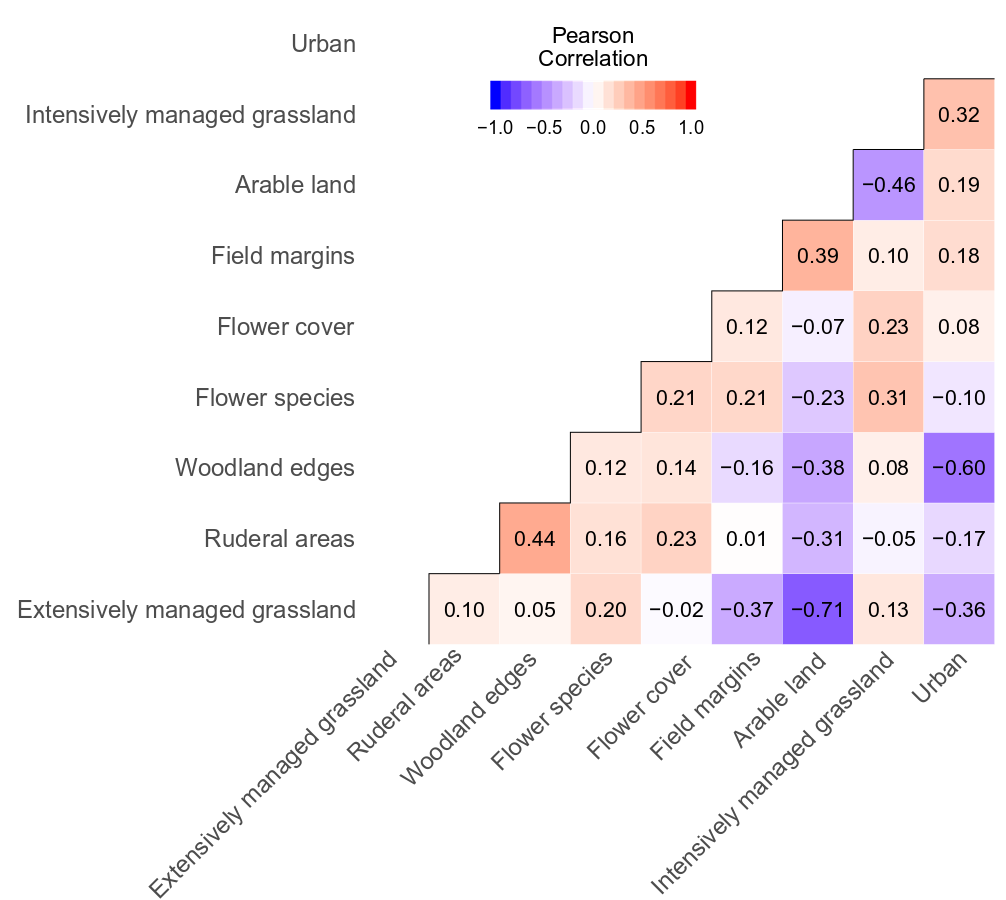 Urban
Pearson
Correlation
−1.0 −0.5 0.0 0.5 1.0
Intensively managed grassland 0.32
Arable land −0.46 0.19
Field margins 0.39 0.10 0.18
Flower cover 0.12 −0.07 0.23 0.08
Flower species 0.21 0.21 −0.23 0.31 −0.10
Woodland edges 0.12 0.14 −0.16 −0.38 0.08 −0.60
Ruderal areas 0.44 0.16 0.23 0.01 −0.31 −0.05 −0.17
Extensively managed grassland 0.10 0.05 0.20 −0.02 −0.37 −0.71 0.13 −0.36
Extensively managed grassland
Ruderal areas
Woodland edges
Flower species
Flower cover
Field margins
Arable land
Intensively managed grassland
Urban